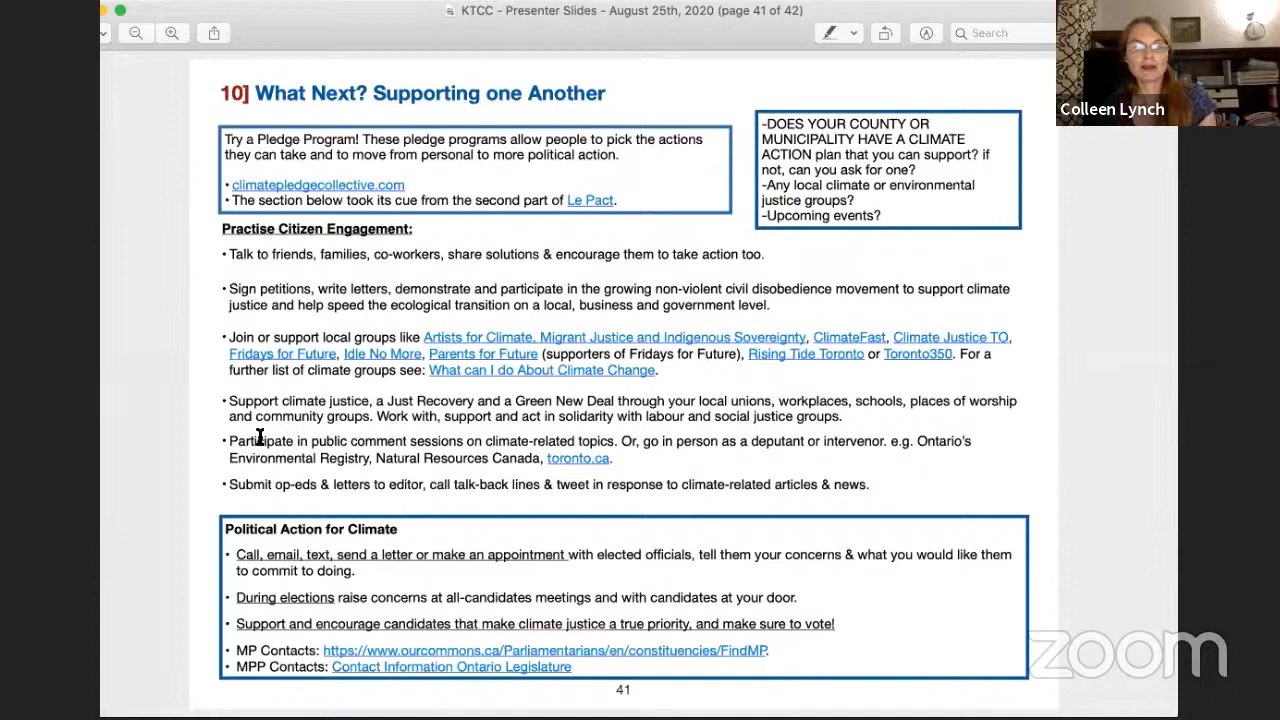 KTCC - Presenter Slides - August 25th, 2020 (page 41 of 42)
Search
Colleen Lynch
10] What Next? Supporting one Another
Try a Pledge Program! These pledge programs allow people to pick the actions
they can take and to move from personal to more political action.
• climatepledgecollective.com
• The section below took its cue from the second part of Le Pact.
-DOES YOUR COUNTY OR
MUNICIPALITY HAVE A CLIMATE
ACTION plan that you can support? if
not, can you ask for one?
-Any local climate or environmental
justice groups?
-Upcoming events?
Practise Citizen Engagement:
• Talk to friends, families, co-workers, share solutions & encourage them to take action too.
• Sign petitions, write letters, demonstrate and participate in the growing non-violent civil disobedience movement to support climate
justice and help speed the ecological transition on a local, business and government level.
• Join or support local groups like Artists for Climate, Migrant Justice and Indigenous Sovereignty, ClimateFast, Climate Justice TO,
Fridays for Future, Idle No More, Parents for Future (supporters of Fridays for Future), Rising Tide Toronto or Toronto350. For a
further list of climate groups see: What can I do About Climate Change.
• Support climate justice, a Just Recovery and a Green New Deal through your local unions, workplaces, schools, places of worship
and community groups. Work with, support and act in solidarity with labour and social justice groups.
• Participate in public comment sessions on climate-related topics. Or, go in person as a deputant or intervenor. e.g. Ontario's
Environmental Registry, Natural Resources Canada, toronto.ca.
• Submit op-eds & letters to editor, call talk-back lines & tweet in response to climate-related articles & news.
Political Action for Climate
• Call, email, text, send a letter or make an appointment with elected officials, tell them your concerns & what you would like them
to commit to doing.
• During elections raise concerns at all-candidates meetings and with candidates at your door.
• Support and encourage candidates that make climate justice a true priority, and make sure to vote!
• MP Contacts: https://www.ourcommons.ca/Parliamentarians/en/constituencies/FindMP.
• MPP Contacts: Contact Information Ontario Legislature
41
zoom